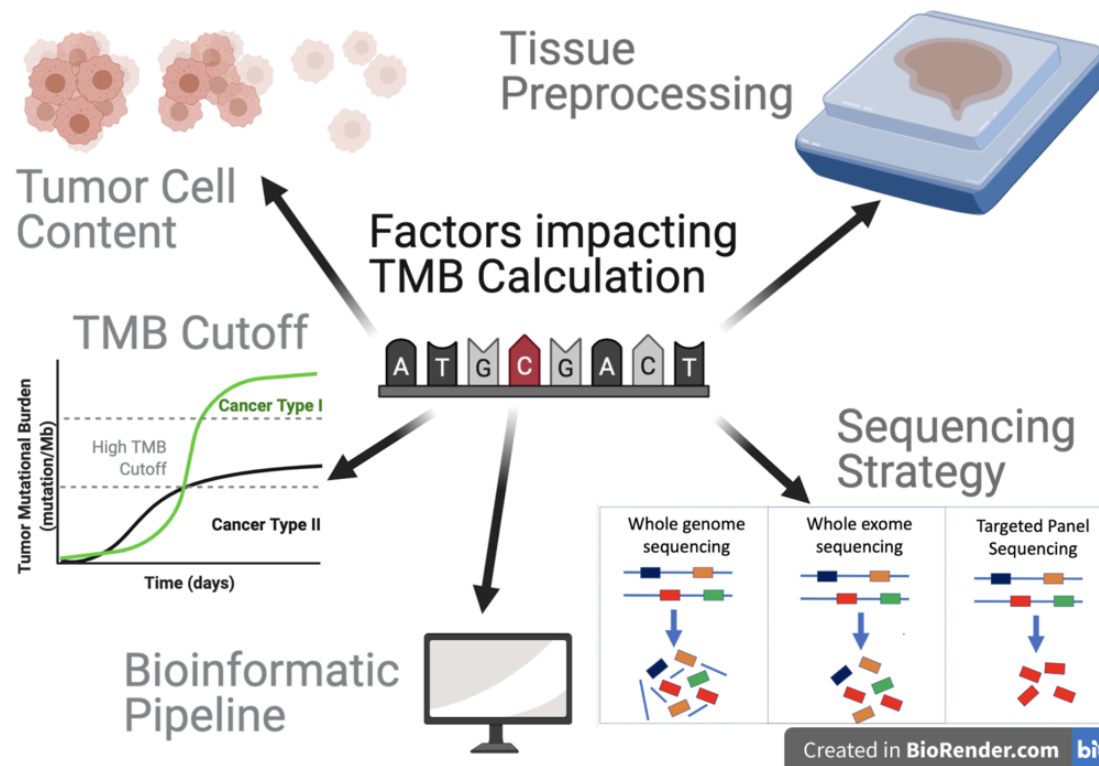 Tissue
Preprocessing
Tumor Cell
Content
Factors impacting
TMB Calculation
A T G C G A C T
TMB Cutoff
Tumor Mutational Burden
(mutation/Mb)
Cancer Type I
High TMB
Cutoff
Cancer Type II
Time (days)
Sequencing
Strategy
Whole genome
sequencing
Whole exome
sequencing
Targeted Panel
Sequencing
Bioinformatic
Pipeline
Created in BioRender.com